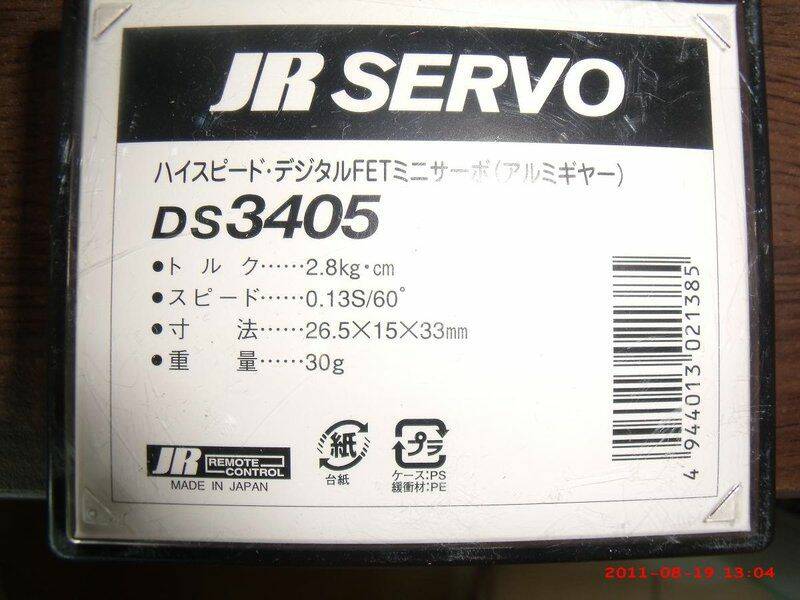 JR SERVO
ハイスピード・デジタルFETミニサーボ(アルミギヤー)
DS3405
●トルク……2.8kg·cm
●スピード……0.13S/60°
●寸法……26.5×15×33mm
●重量……30g
4 944013 021385
JR REMOTE CONTROL
MADE IN JAPAN
紙
台紙
プラ
ケース:PS
緩衝材:PE
2011-08-19 13:04